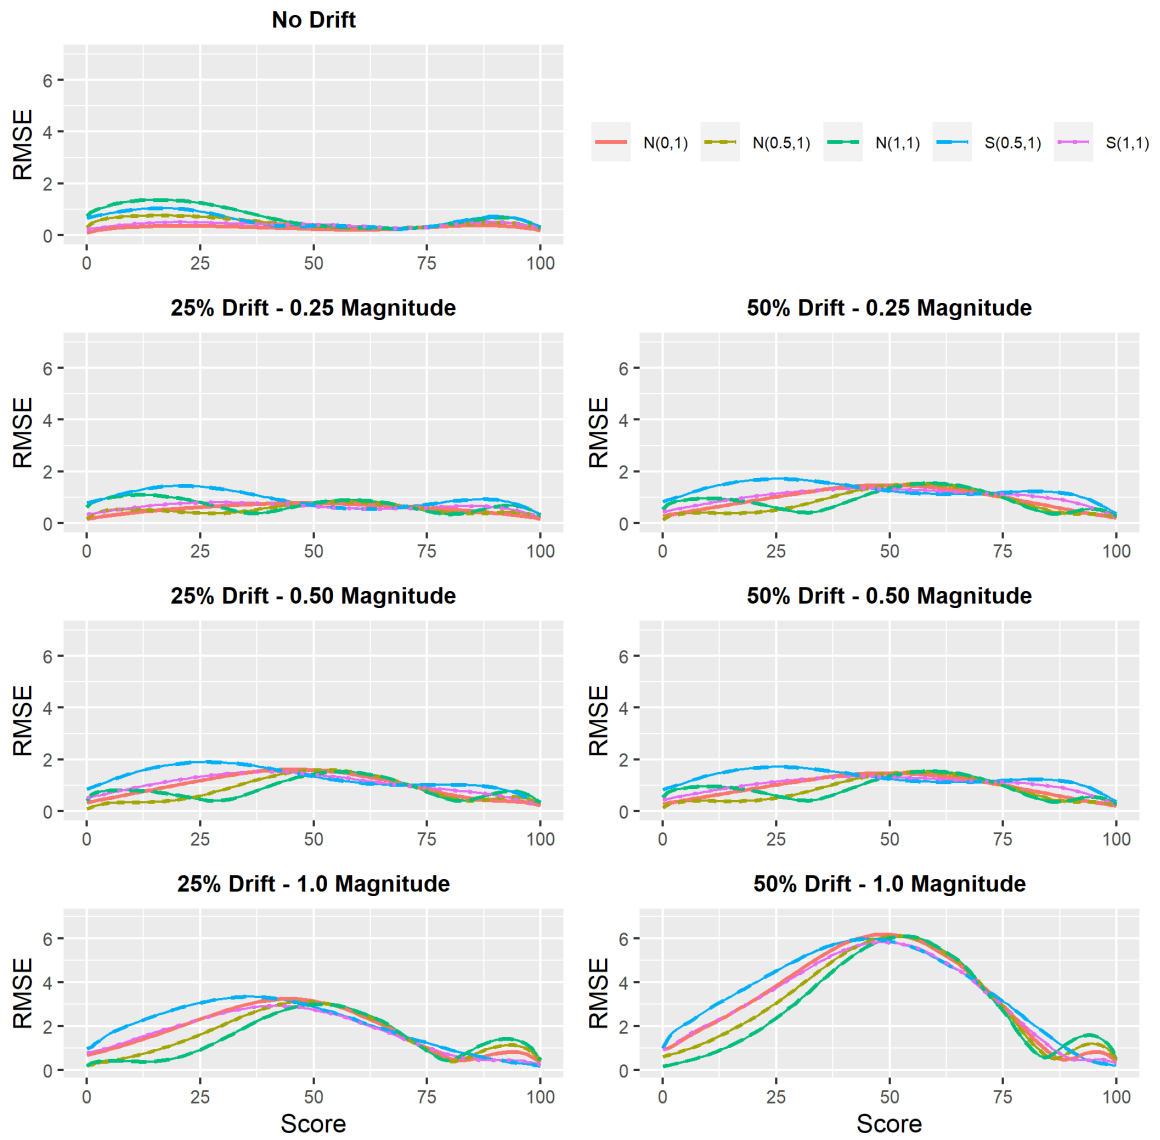 No Drift
RMSE
6
4
2
0
0 25 50 75 100
N(0,1) N(0.5,1) N(1,1) S(0.5,1) S(1,1)
25% Drift - 0.25 Magnitude
RMSE
6
4
2
0
0 25 50 75 100
50% Drift - 0.25 Magnitude
RMSE
6
4
2
0
0 25 50 75 100
25% Drift - 0.50 Magnitude
RMSE
6
4
2
0
0 25 50 75 100
50% Drift - 0.50 Magnitude
RMSE
6
4
2
0
0 25 50 75 100
25% Drift - 1.0 Magnitude
RMSE
6
4
2
0
0 25 50 75 100
Score
50% Drift - 1.0 Magnitude
RMSE
6
4
2
0
0 25 50 75 100
Score